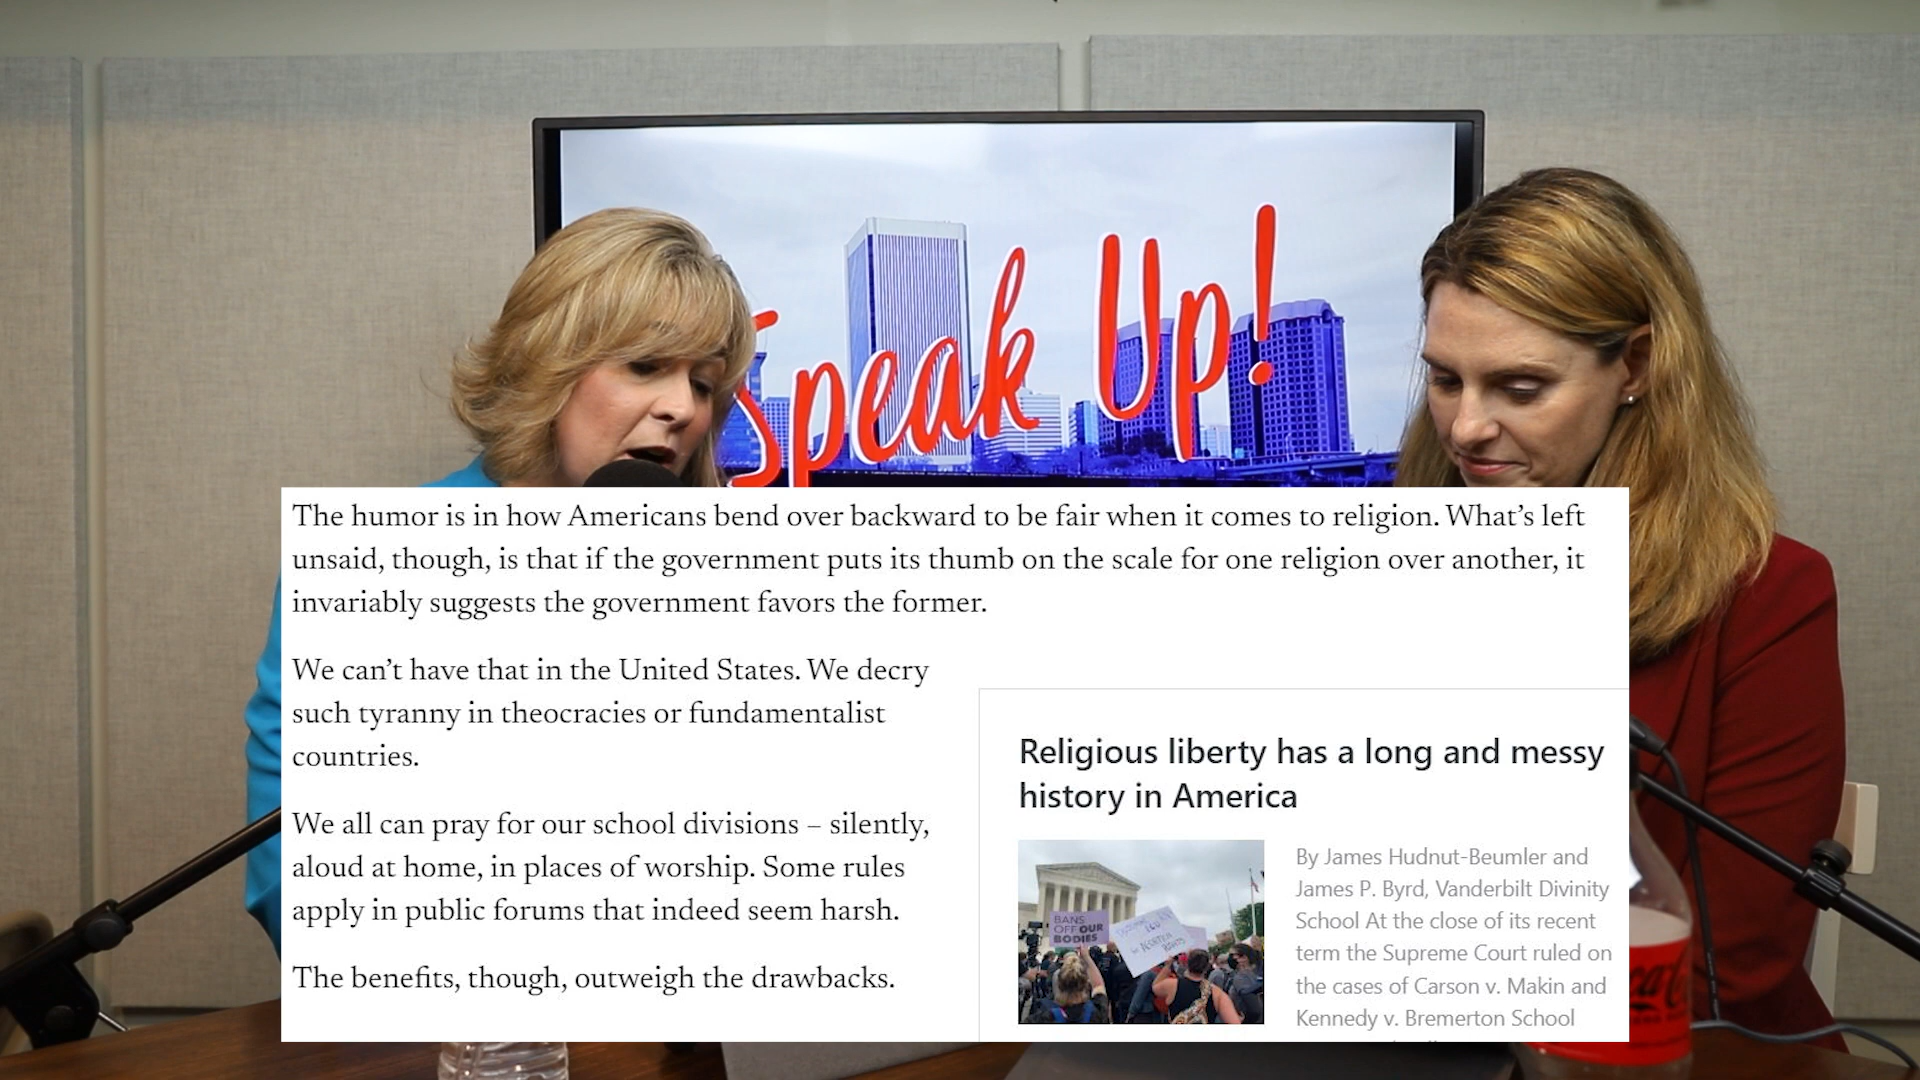 Speak Up!
The humor is in how Americans bend over backward to be fair when it comes to religion. What's left
unsaid, though, is that if the government puts its thumb on the scale for one religion over another, it
invariably suggests the government favors the former.
We can't have that in the United States. We decry
such tyranny in theocracies or fundamentalist
countries.
We all can pray for our school divisions – silently,
aloud at home, in places of worship. Some rules
apply in public forums that indeed seem harsh.
The benefits, though, outweigh the drawbacks.
Religious liberty has a long and messy
history in America
By James Hudnut-Beumler and
James P. Byrd, Vanderbilt Divinity
School At the close of its recent
term the Supreme Court ruled on
the cases of Carson v. Makin and
Kennedy v. Bremerton School
BANS
OFF OUR
BODIES